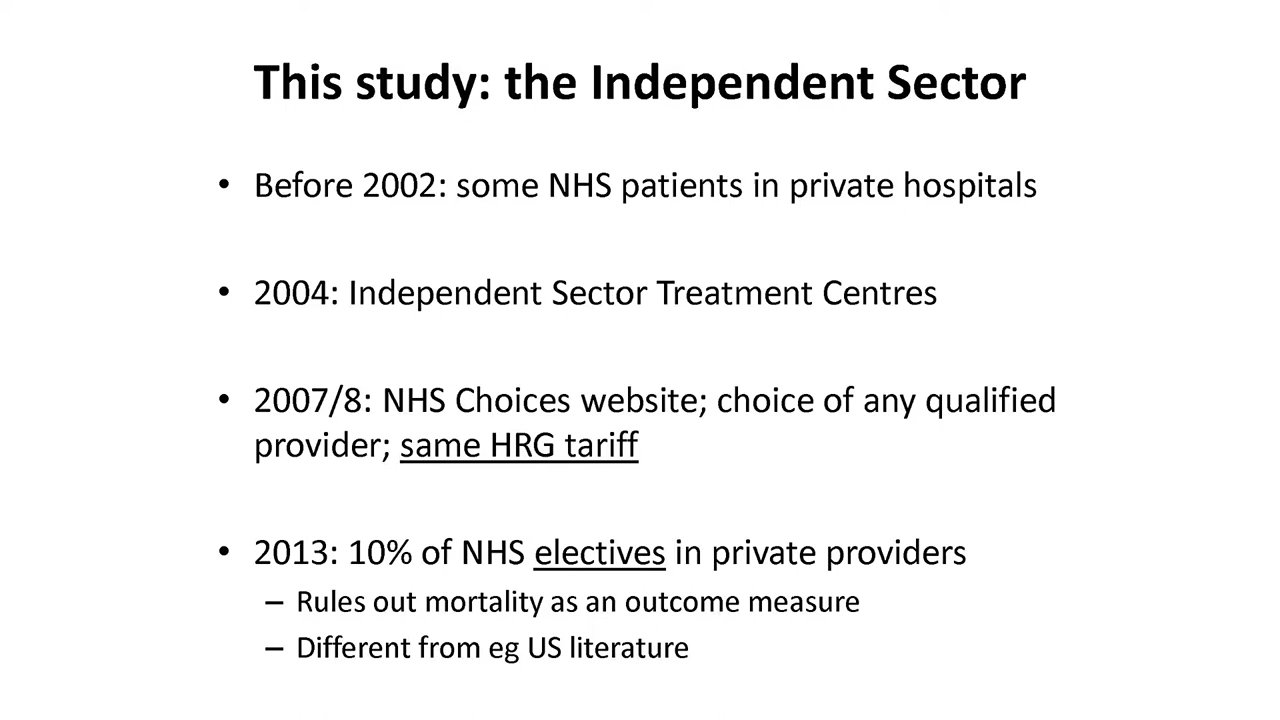 This study: the Independent Sector
• Before 2002: some NHS patients in private hospitals
• 2004: Independent Sector Treatment Centres
• 2007/8: NHS Choices website; choice of any qualified
provider; same HRG tariff
• 2013: 10% of NHS electives in private providers
– Rules out mortality as an outcome measure
– Different from eg US literature